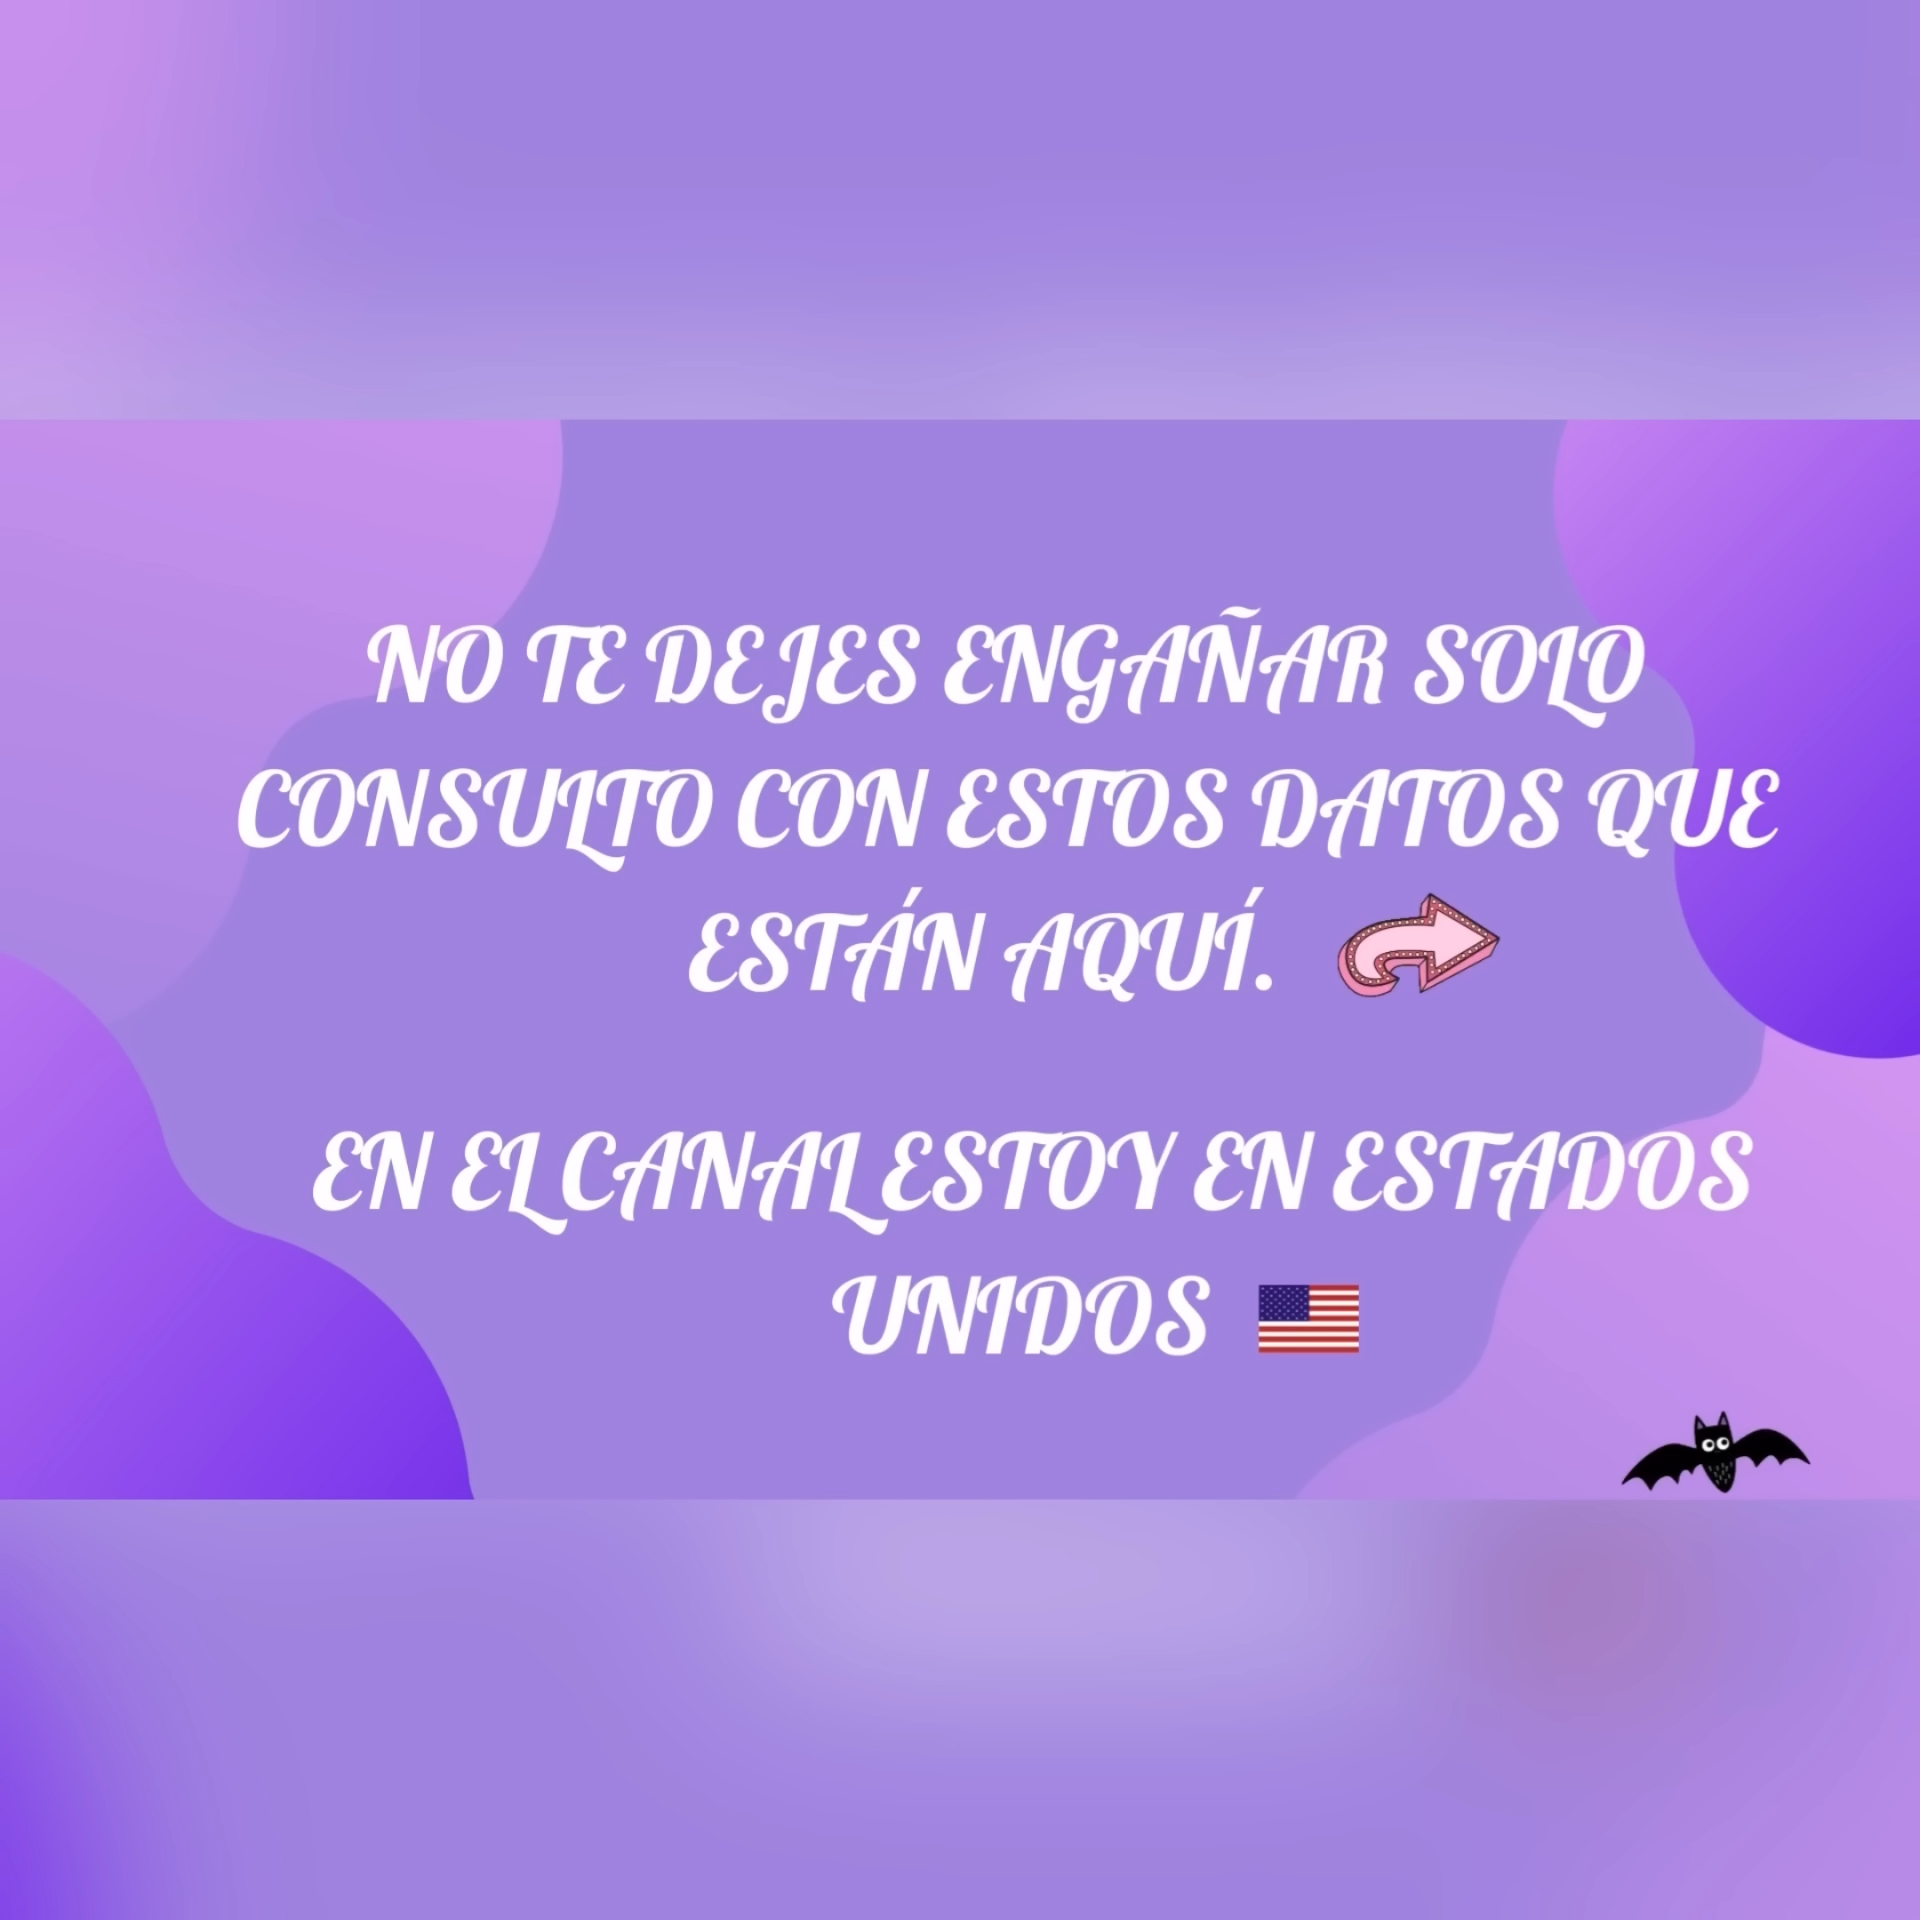 NO TE DEJES ENGAÑAR SOLO
CONSULTO CON ESTOS DATOS QUE
ESTÁN AQUÍ.
EN EL CANAL ESTOY EN ESTADOS
UNIDOS